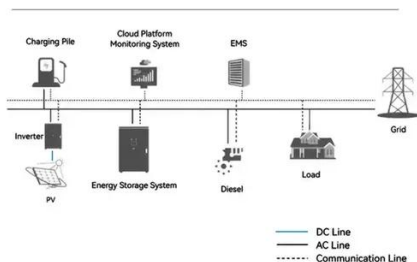 Charging Pile
Cloud Platform
Monitoring System
EMS
Grid
Inverter
PV
Energy Storage System
Diesel
Load
DC Line
AC Line
Communication Line